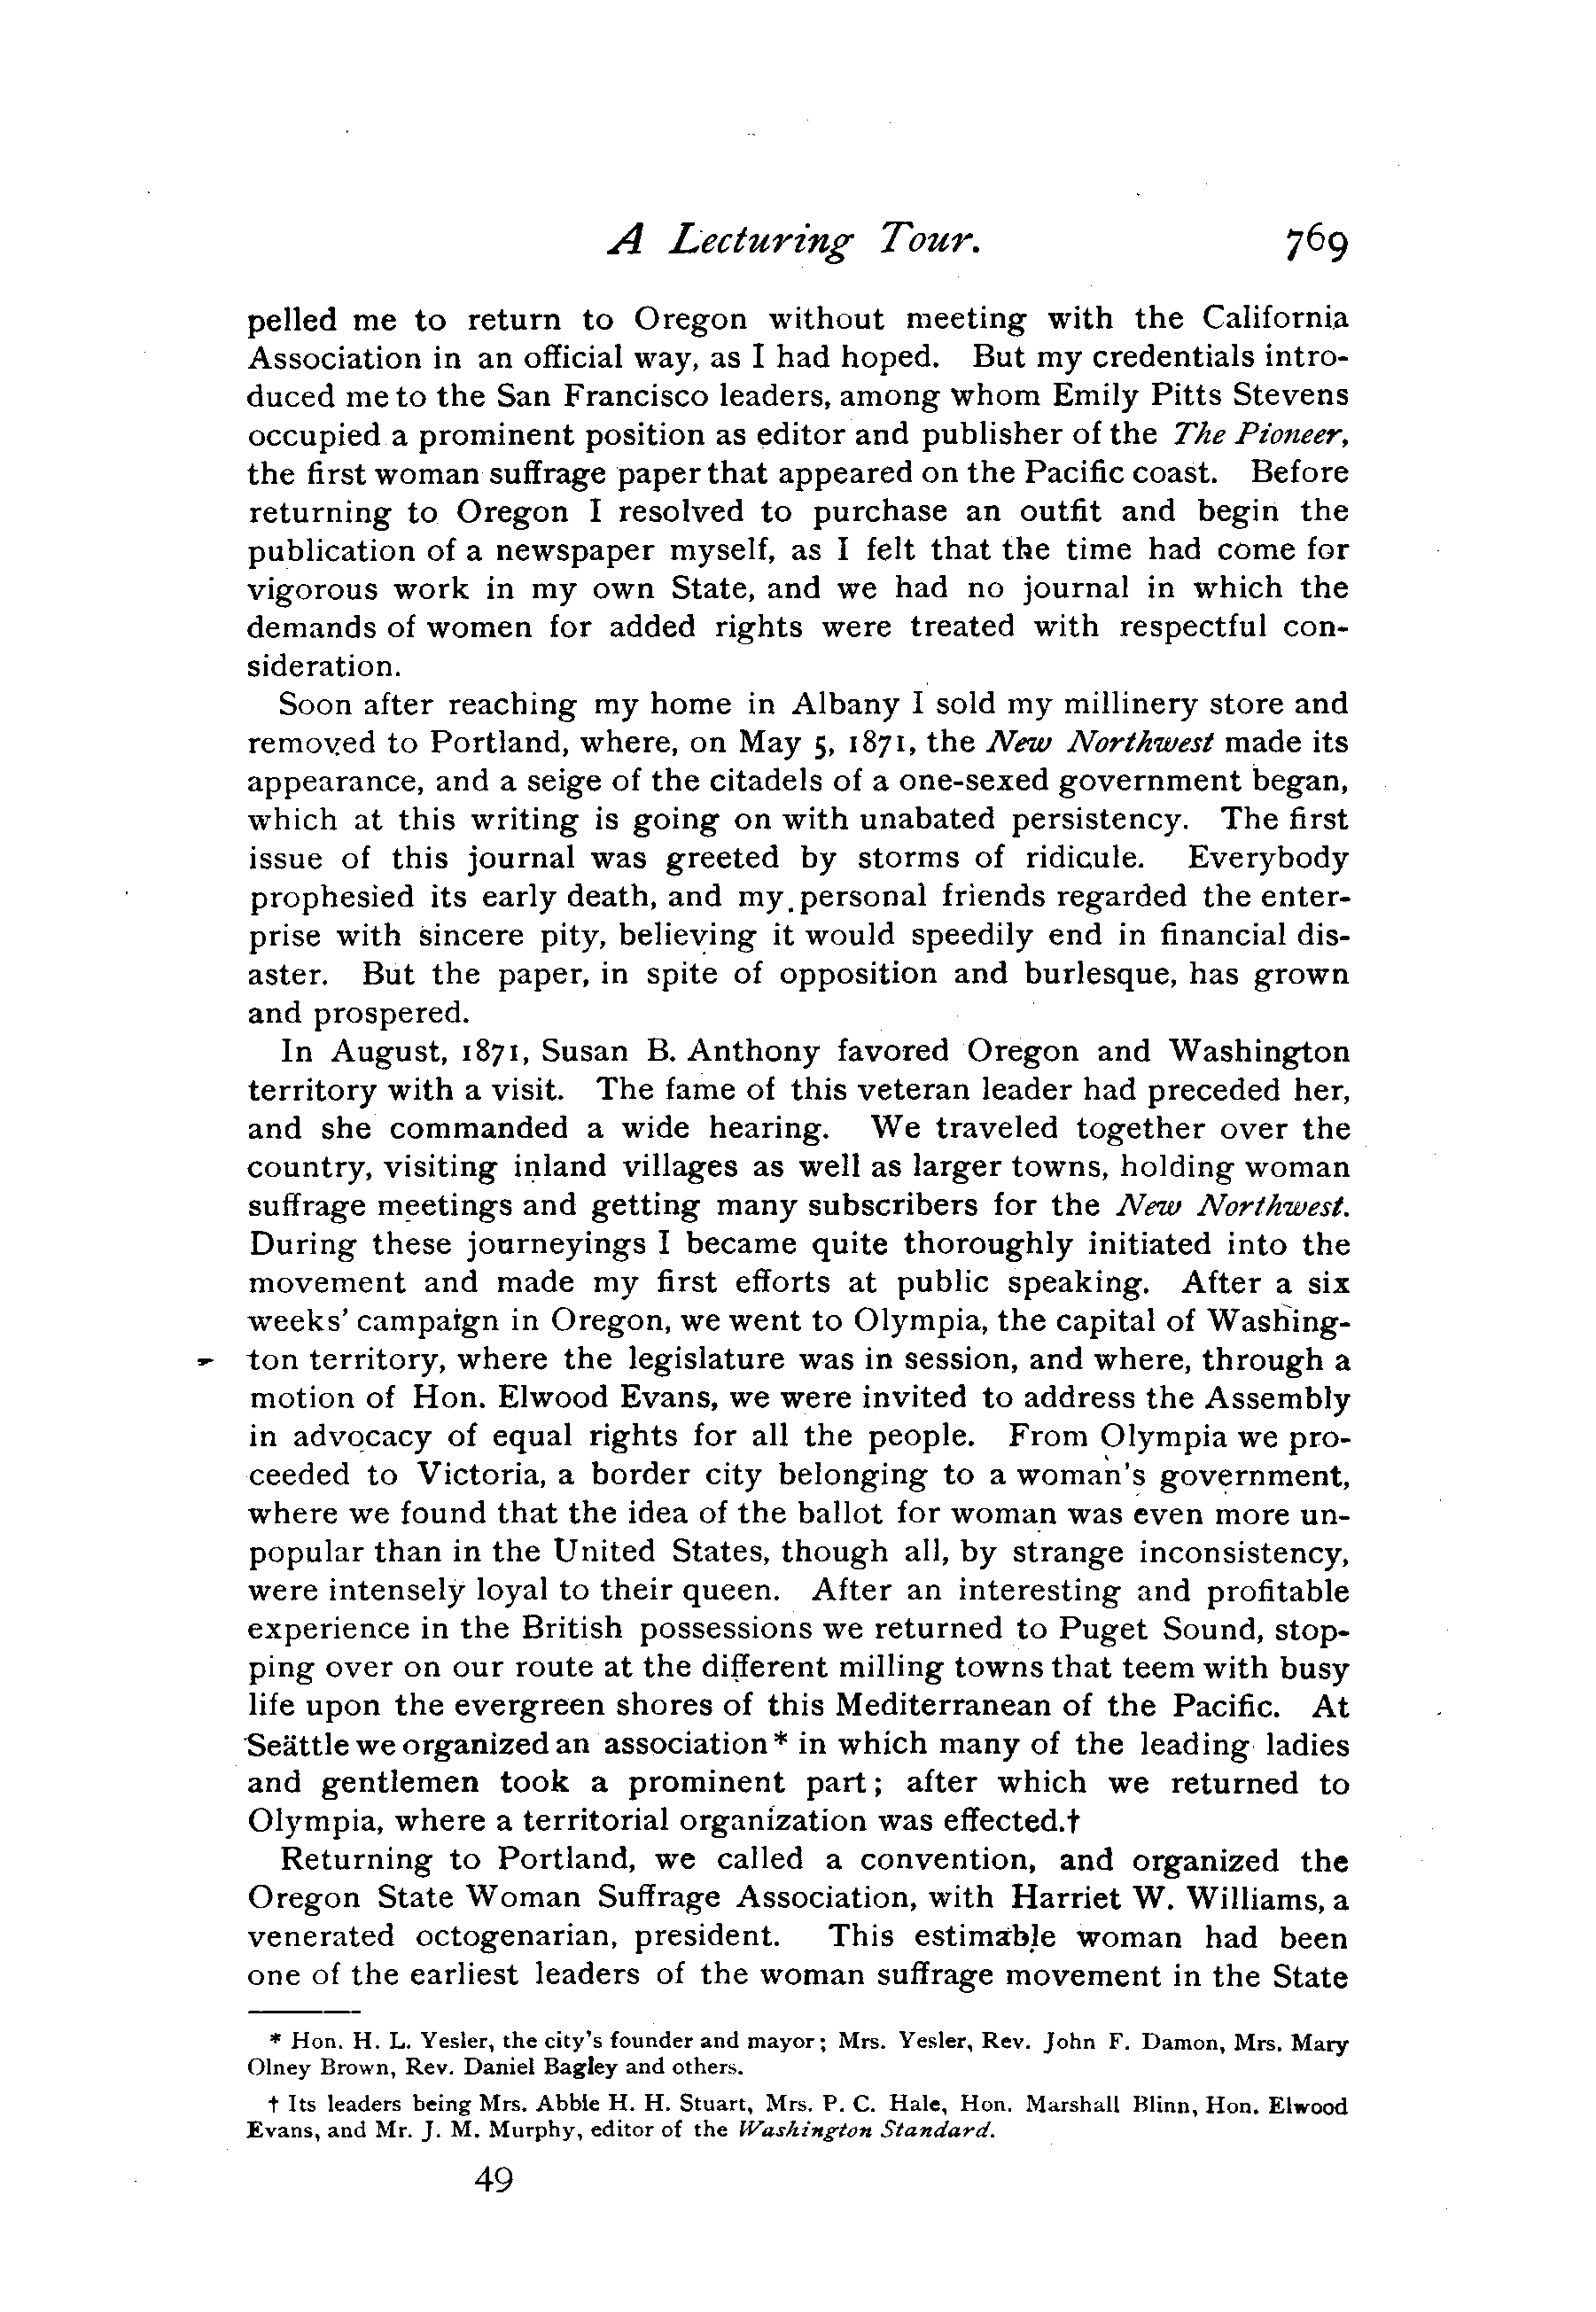 A Lecturing Tour. 769
pelled me to return to Oregon without meeting with the California
Association in an official way, as I had hoped. But my credentials intro-
duced me to the San Francisco leaders, among whom Emily Pitts Stevens
occupied a prominent position as editor and publisher of the The Pioneer,
the first woman suffrage paper that appeared on the Pacific coast. Before
returning to Oregon I resolved to purchase an outfit and begin the
publication of a newspaper myself, as I felt that the time had come for
vigorous work in my own State, and we had no journal in which the
demands of women for added rights were treated with respectful con-
sideration.
Soon after reaching my home in Albany I sold my millinery store and
removed to Portland, where, on May 5, 1871, the New Northwest made its
appearance, and a seige of the citadels of a one-sexed government began,
which at this writing is going on with unabated persistency. The first
issue of this journal was greeted by storms of ridicule. Everybody
prophesied its early death, and my personal friends regarded the enter-
prise with sincere pity, believing it would speedily end in financial dis-
aster. But the paper, in spite of opposition and burlesque, has grown
and prospered.
In August, 1871, Susan B. Anthony favored Oregon and Washington
territory with a visit. The fame of this veteran leader had preceded her,
and she commanded a wide hearing. We traveled together over the
country, visiting inland villages as well as larger towns, holding woman
suffrage meetings and getting many subscribers for the New Northwest.
During these journeyings I became quite thoroughly initiated into the
movement and made my first efforts at public speaking. After a six
weeks' campaign in Oregon, we went to Olympia, the capital of Washing-
ton territory, where the legislature was in session, and where, through a
motion of Hon. Elwood Evans, we were invited to address the Assembly
in advocacy of equal rights for all the people. From Olympia we pro-
ceeded to Victoria, a border city belonging to a woman's government,
where we found that the idea of the ballot for woman was even more un-
popular than in the United States, though all, by strange inconsistency,
were intensely loyal to their queen. After an interesting and profitable
experience in the British possessions we returned to Puget Sound, stop-
ping over on our route at the different milling towns that teem with busy
life upon the evergreen shores of this Mediterranean of the Pacific. At
Seattle we organized an association * in which many of the leading ladies
and gentlemen took a prominent part; after which we returned to
Olympia, where a territorial organization was effected.†
Returning to Portland, we called a convention, and organized the
Oregon State Woman Suffrage Association, with Harriet W. Williams, a
venerated octogenarian, president. This estimable woman had been
one of the earliest leaders of the woman suffrage movement in the State
* Hon. H. L. Yesler, the city's founder and mayor; Mrs. Yesler, Rev. John F. Damon, Mrs. Mary
Olney Brown, Rev. Daniel Bagley and others.
† Its leaders being Mrs. Abbie H. H. Stuart, Mrs. P. C. Hale, Hon. Marshall Blinn, Hon. Elwood
Evans, and Mr. J. M. Murphy, editor of the Washington Standard.
49